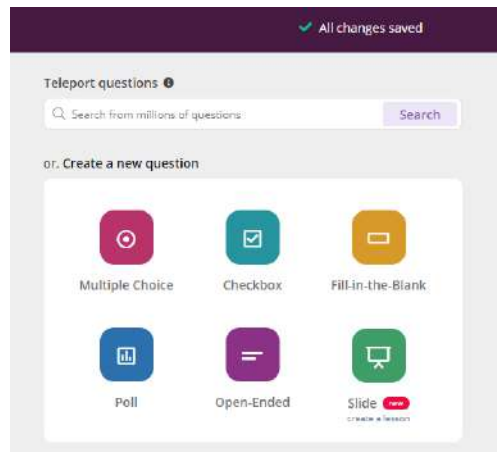 All changes saved
Teleport questions
Search from millions of questions
Search
or. Create a new question
Multiple Choice
Checkbox
Fill-in-the-Blank
Poll
Open-Ended
Slide new
create a lesson